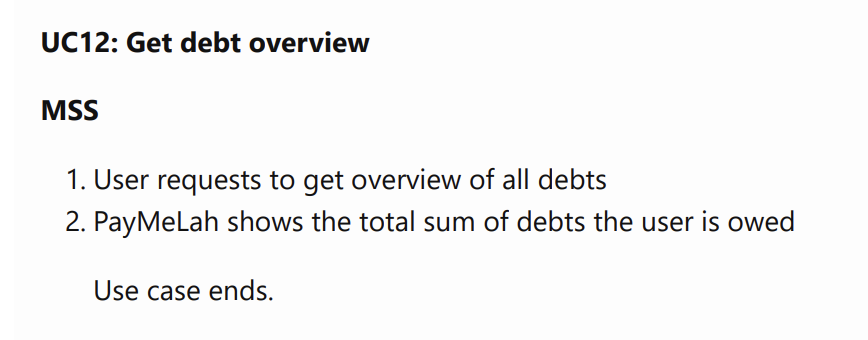 UC12: Get debt overview
MSS
1. User requests to get overview of all debts
2. PayMeLah shows the total sum of debts the user is owed
Use case ends.